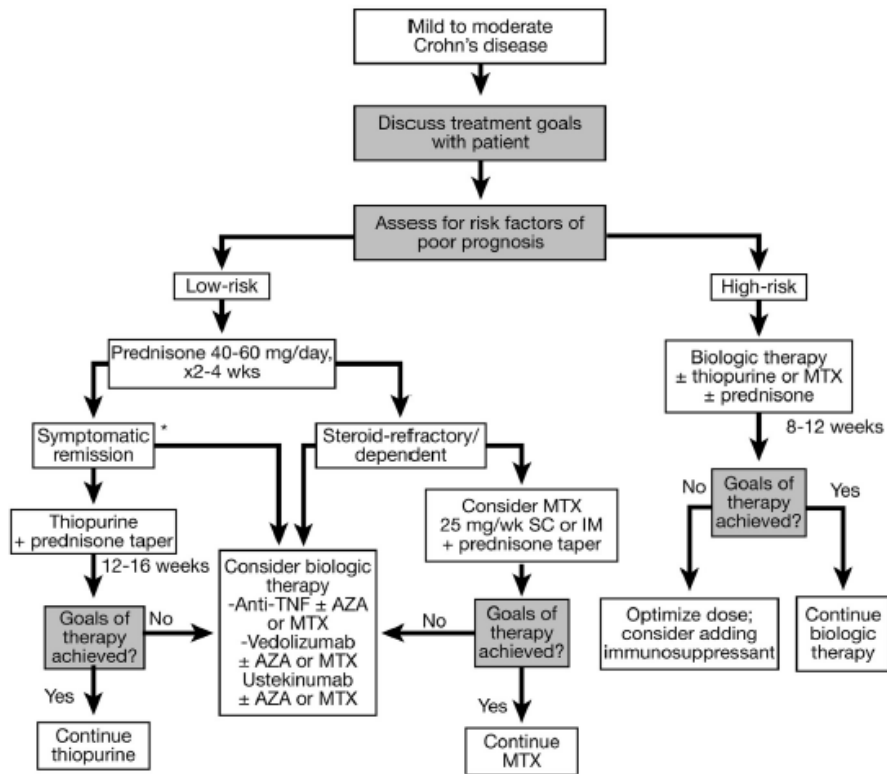 Mild to moderate
Crohn's disease
Discuss treatment goals
with patient
Assess for risk factors of
poor prognosis
Low-risk
High-risk
Prednisone 40-60 mg/day,
x2-4 wks
Biologic therapy
± thiopurine or MTX
± prednisone
8-12 weeks
Symptomatic
remission
*
Steroid-refractory/
dependent
Goals of
therapy
achieved?
No
Yes
Thiopurine
+ prednisone taper
12-16 weeks
Consider MTX
25 mg/wk SC or IM
+ prednisone taper
Consider biologic
therapy
-Anti-TNF ± AZA
or MTX
-Vedolizumab
± AZA or MTX
Ustekinumab
± AZA or MTX
Goals of
therapy
achieved?
No
Yes
Goals of
therapy
achieved?
No
Yes
Optimize dose;
consider adding
immunosuppressant
Continue
biologic
therapy
Continue
thiopurine
Continue
MTX